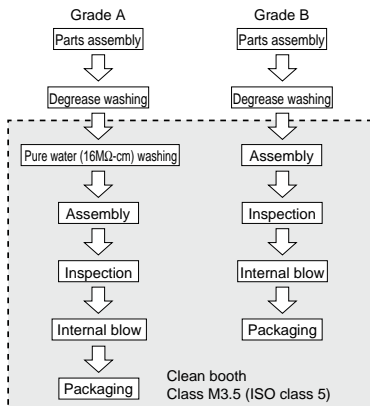 Grade A
Parts assembly
Degrease washing
Pure water (16MΩ-cm) washing
Assembly
Inspection
Internal blow
Packaging
Grade B
Parts assembly
Degrease washing
Assembly
Inspection
Internal blow
Packaging
Clean booth
Class M3.5 (ISO class 5)